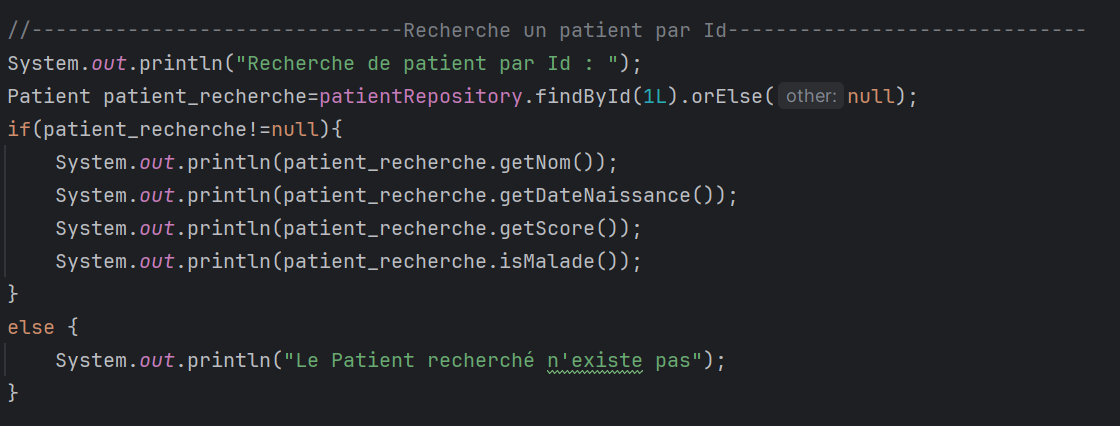 //-------------------------------Recherche un patient par Id------------------------------
System.out.println("Recherche de patient par Id : ");
Patient patient_recherche=patientRepository.findById(1L).orElse( other: null);
if(patient_recherche!=null){
    System.out.println(patient_recherche.getNom());
    System.out.println(patient_recherche.getDateNaissance());
    System.out.println(patient_recherche.getScore());
    System.out.println(patient_recherche.isMalade());
}
else {
    System.out.println("Le Patient recherché n'existe pas");
}